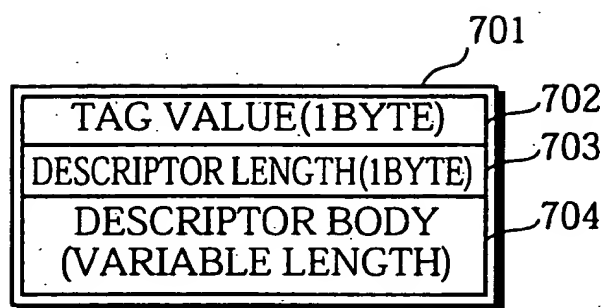 701
TAG VALUE(1BYTE)
702
DESCRIPTOR LENGTH(1BYTE)
703
DESCRIPTOR BODY
(VARIABLE LENGTH)
704